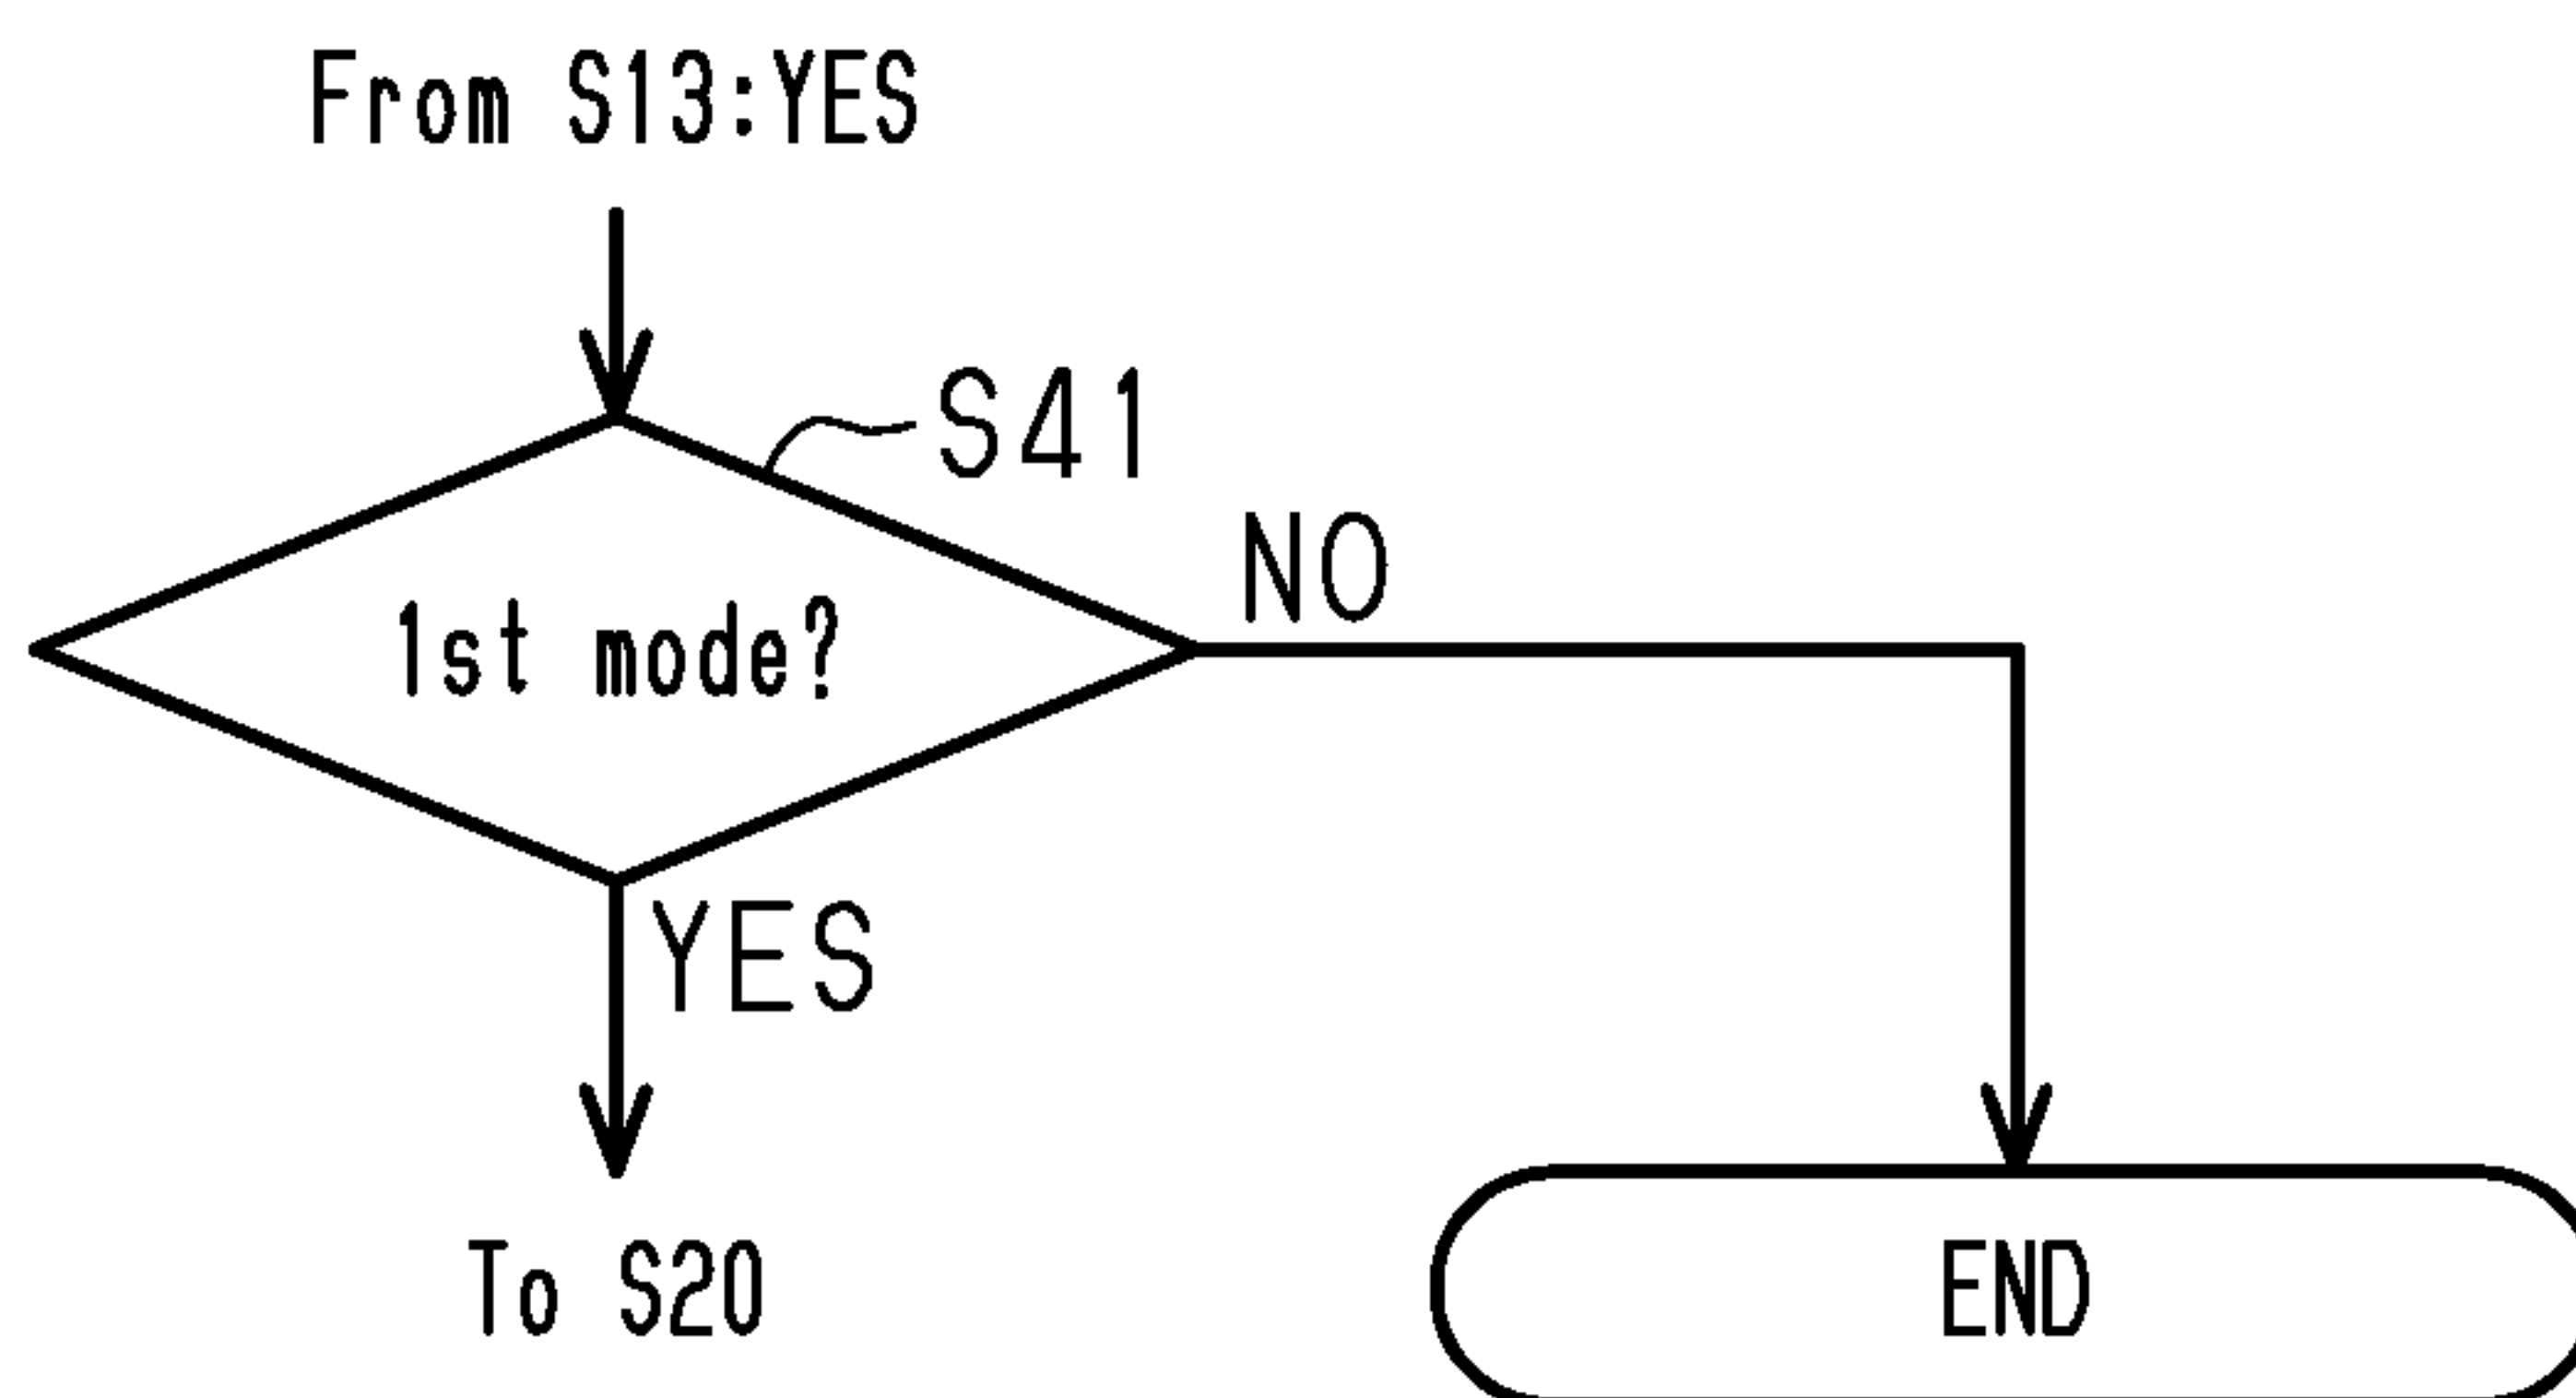 From S13:YES
S41
1st mode?
NO
YES
To S20
END